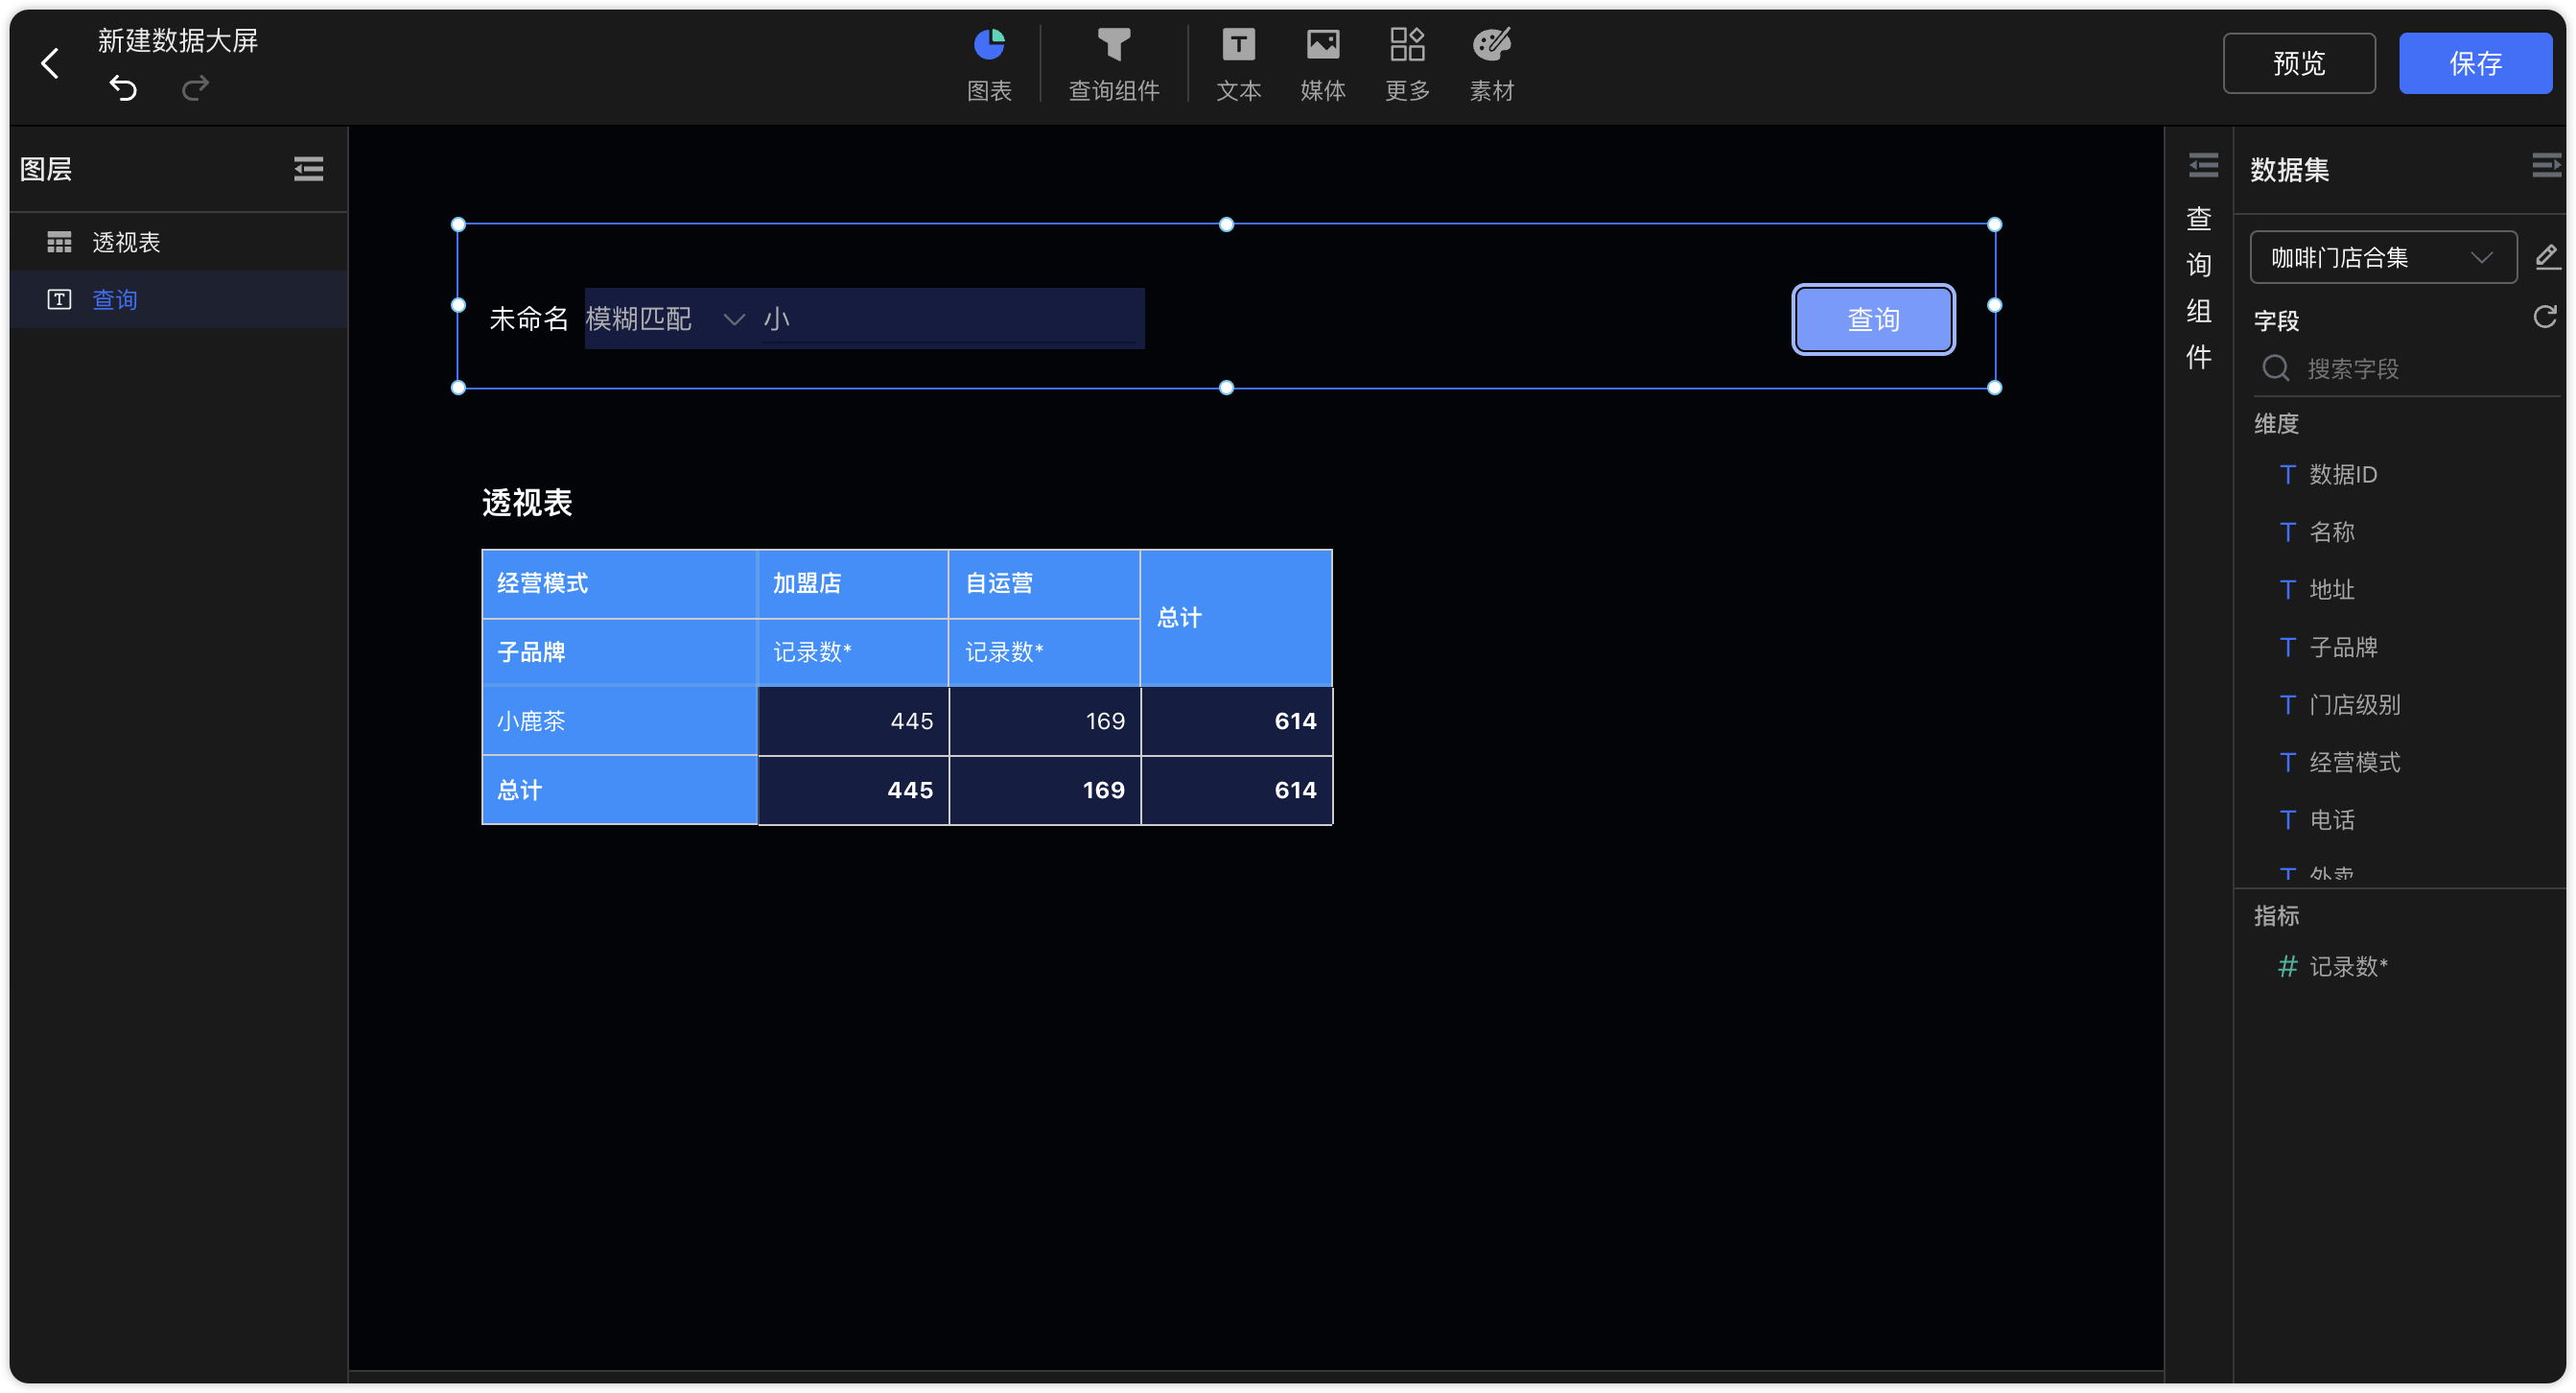 新建数据大屏
图表
查询组件
文本
媒体
更多
素材
预览
保存
图层
透视表
查询
未命名 模糊匹配 小
查询
透视表
经营模式 加盟店 自运营 总计
子品牌 记录数* 记录数*
小鹿茶 445 169 614
总计 445 169 614
查询组件
数据集
咖啡门店合集
字段
搜索字段
维度
T 数据ID
T 名称
T 地址
T 子品牌
T 门店级别
T 经营模式
T 电话
T 外卖
指标
# 记录数*